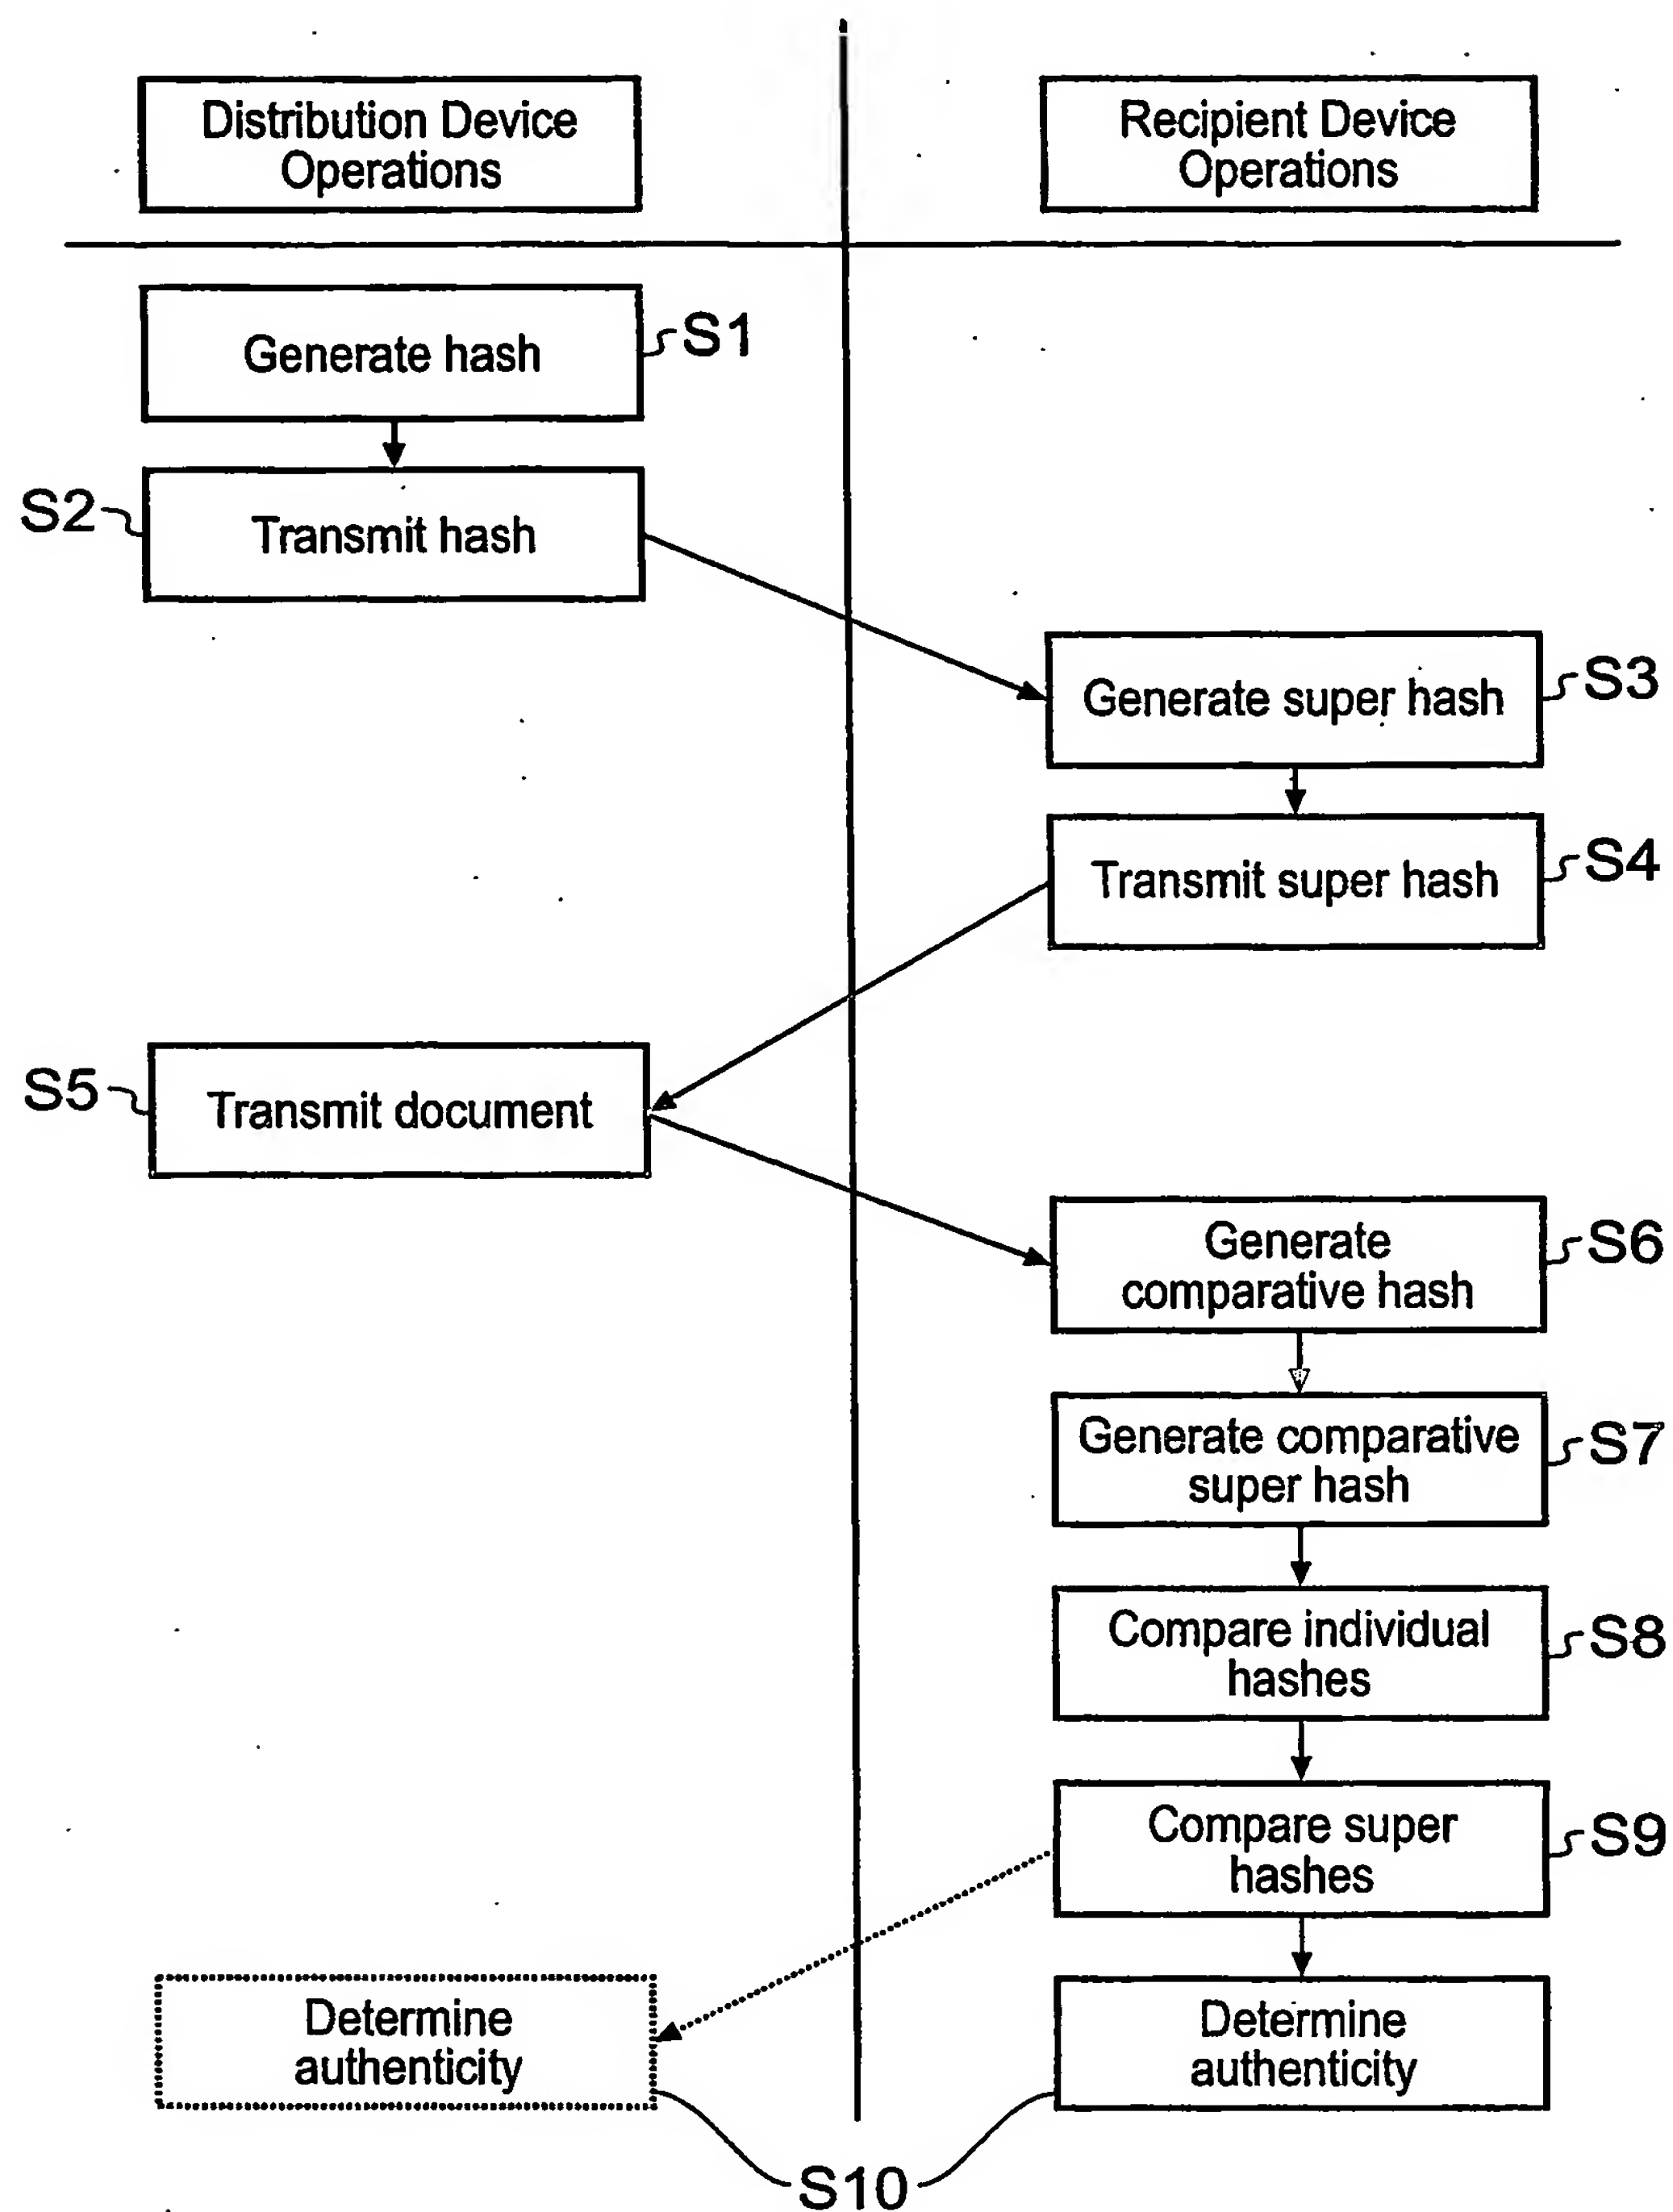 Distribution Device
Operations
Recipient Device
Operations
Generate hash
S1
S2
Transmit hash
Generate super hash
S3
Transmit super hash
S4
S5
Transmit document
Generate
comparative hash
S6
Generate comparative
super hash
S7
Compare individual
hashes
S8
Compare super
hashes
S9
Determine
authenticity
Determine
authenticity
S10